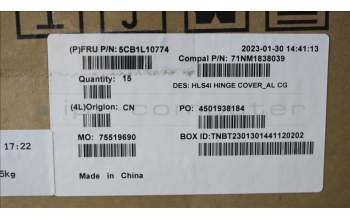 (P)FRU P/N: 5CB1L10774
2023-01-30 14:41:13
Compal P/N: 71NM1838039
Quantity: 15
DES: HLS4I HINGE COVER_AL CG
(4L)Origion: CN
PO: 4501938184
MO: 75519690
BOX ID:TNBT2301301441120202
17:22
5kg
Made in China